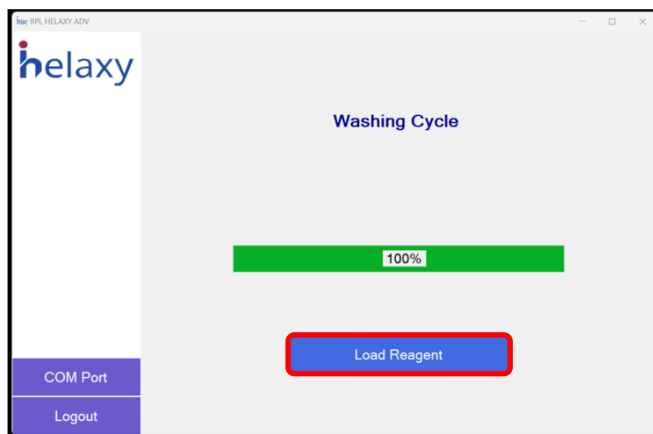 RPL HELAXY ADV
helaxy
Washing Cycle
100%
Load Reagent
COM Port
Logout